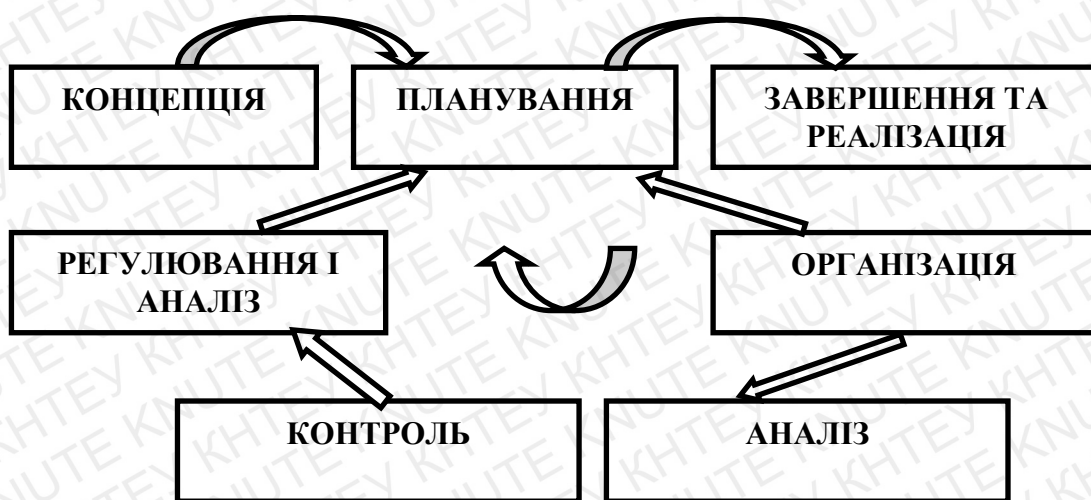 КОНЦЕПЦІЯ
ПЛАНУВАННЯ
ЗАВЕРШЕННЯ ТА
РЕАЛІЗАЦІЯ
РЕГУЛЮВАННЯ І
АНАЛІЗ
ОРГАНІЗАЦІЯ
КОНТРОЛЬ
АНАЛІЗ